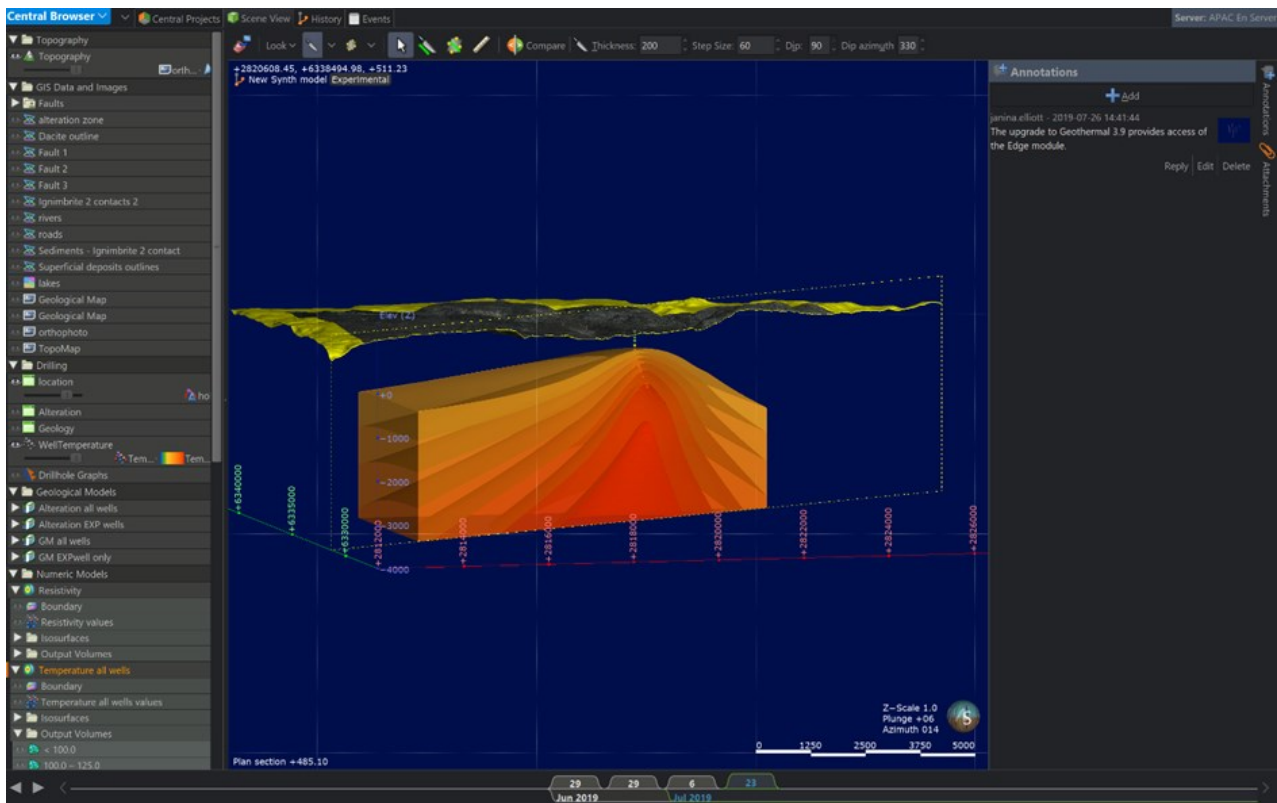 Central Browser
Central Projects
Scene View
History
Events
Server: APAC En Server
Look
Compare
Thickness: 200
Step Size: 60
Dip: 90
Dip azimuth 330
Topography
Topography
orth...
GIS Data and Images
Faults
alteration zone
Dacite outline
Fault 1
Fault 2
Fault 3
Ignimbrite 2 contacts 2
rivers
roads
Sediments - Ignimbrite 2 contact
Superficial deposits outlines
lakes
Geological Map
Geological Map
orthophoto
TopoMap
Drilling
location
ho
Alteration
Geology
WellTemperature
Tem...
Tem...
Drillhole Graphs
Geological Models
Alteration all wells
Alteration EXP wells
GM all wells
GM EXPwell only
Numeric Models
Resistivity
Boundary
Resistivity values
Isosurfaces
Output Volumes
Temperature all wells
Boundary
Temperature all wells values
Isosurfaces
Output Volumes
< 100.0
100.0 – 125.0
+2820608.45, +6338494.98, +511.23
New Synth model Experimental
Elev (Z)
+0
-1000
-2000
-3000
-4000
+6340000
+6335000
+6330000
+2812000
+2814000
+2816000
+2818000
+2820000
+2822000
+2824000
+2826000
Z-Scale 1.0
Plunge +06
Azimuth 014
S
0 1250 2500 3750 5000
Plan section +485.10
Annotations
Add
janina.elliott - 2019-07-26 14:41:44
The upgrade to Geothermal 3.9 provides access of
the Edge module.
Reply Edit Delete
Annotations
Attachments
29 29 6 23
Jun 2019 Jul 2019